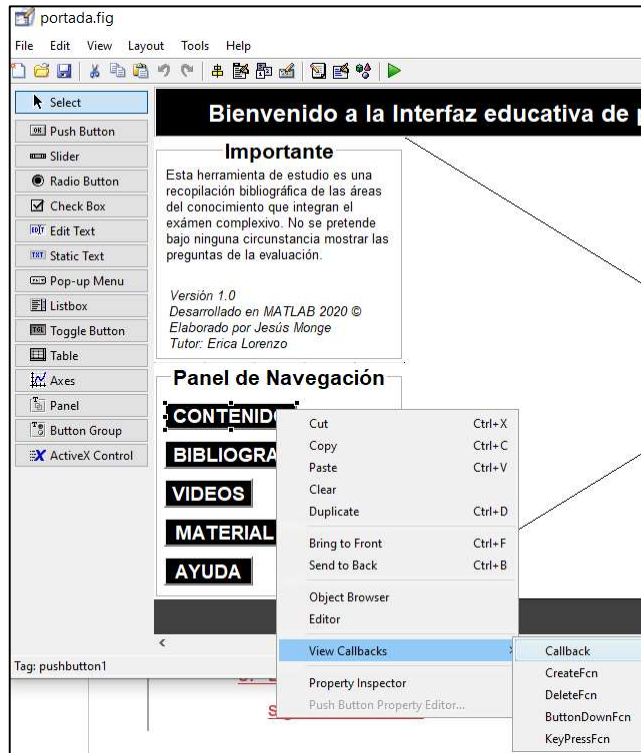 portada.fig
File Edit View Layout Tools Help
Select
Push Button
Slider
Radio Button
Check Box
Edit Text
Static Text
Pop-up Menu
Listbox
Toggle Button
Table
Axes
Panel
Button Group
ActiveX Control
Bienvenido a la Interfaz educativa de
Importante
Esta herramienta de estudio es una
recopilación bibliográfica de las áreas
del conocimiento que integran el
exámen complexivo. No se pretende
bajo ninguna circunstancia mostrar las
preguntas de la evaluación.
Versión 1.0
Desarrollado en MATLAB 2020 ©
Elaborado por Jesús Monge
Tutor: Erica Lorenzo
Panel de Navegación
CONTENIDO
BIBLIOGRA
VIDEOS
MATERIAL
AYUDA
Cut Ctrl+X
Copy Ctrl+C
Paste Ctrl+V
Clear
Duplicate Ctrl+D
Bring to Front Ctrl+F
Send to Back Ctrl+B
Object Browser
Editor
View Callbacks
Property Inspector
Push Button Property Editor...
Callback
CreateFcn
DeleteFcn
ButtonDownFcn
KeyPressFcn
Tag: pushbutton1